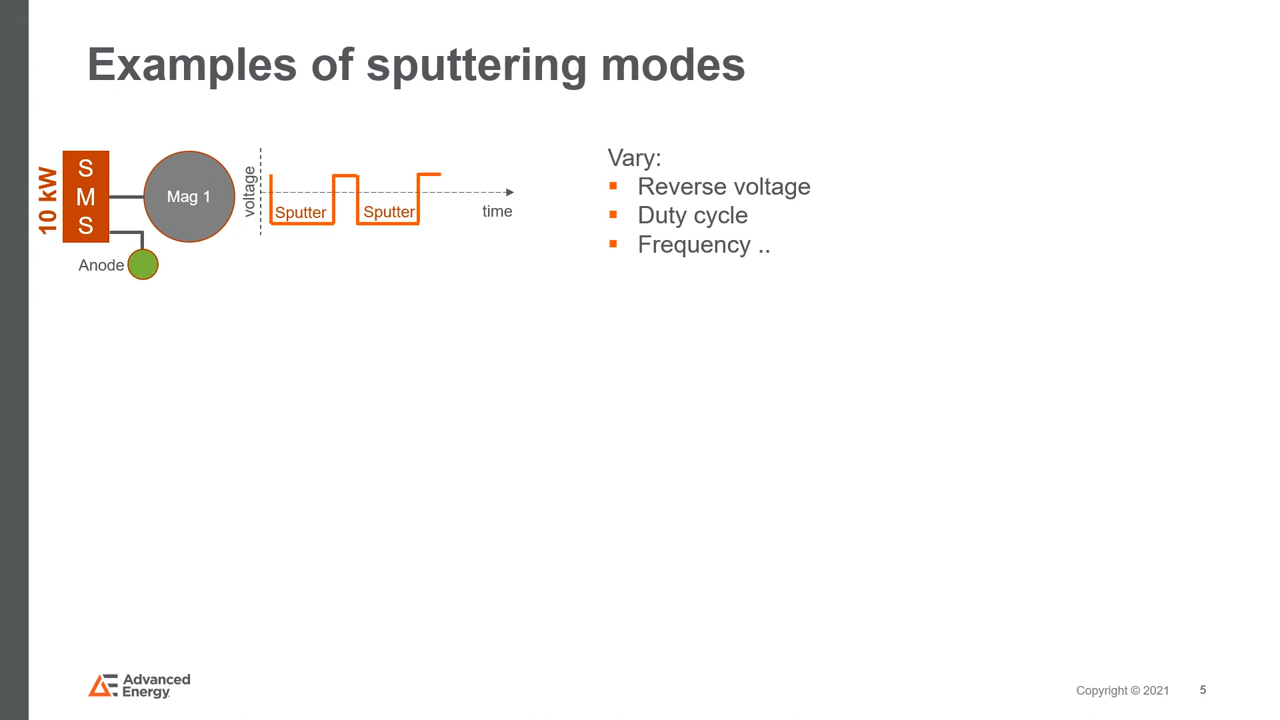 Examples of sputtering modes
10 kW
S
M
S
Mag 1
Anode
voltage
Sputter
Sputter
time
Vary:
▪ Reverse voltage
▪ Duty cycle
▪ Frequency ..
Advanced
Energy
Copyright © 2021
5